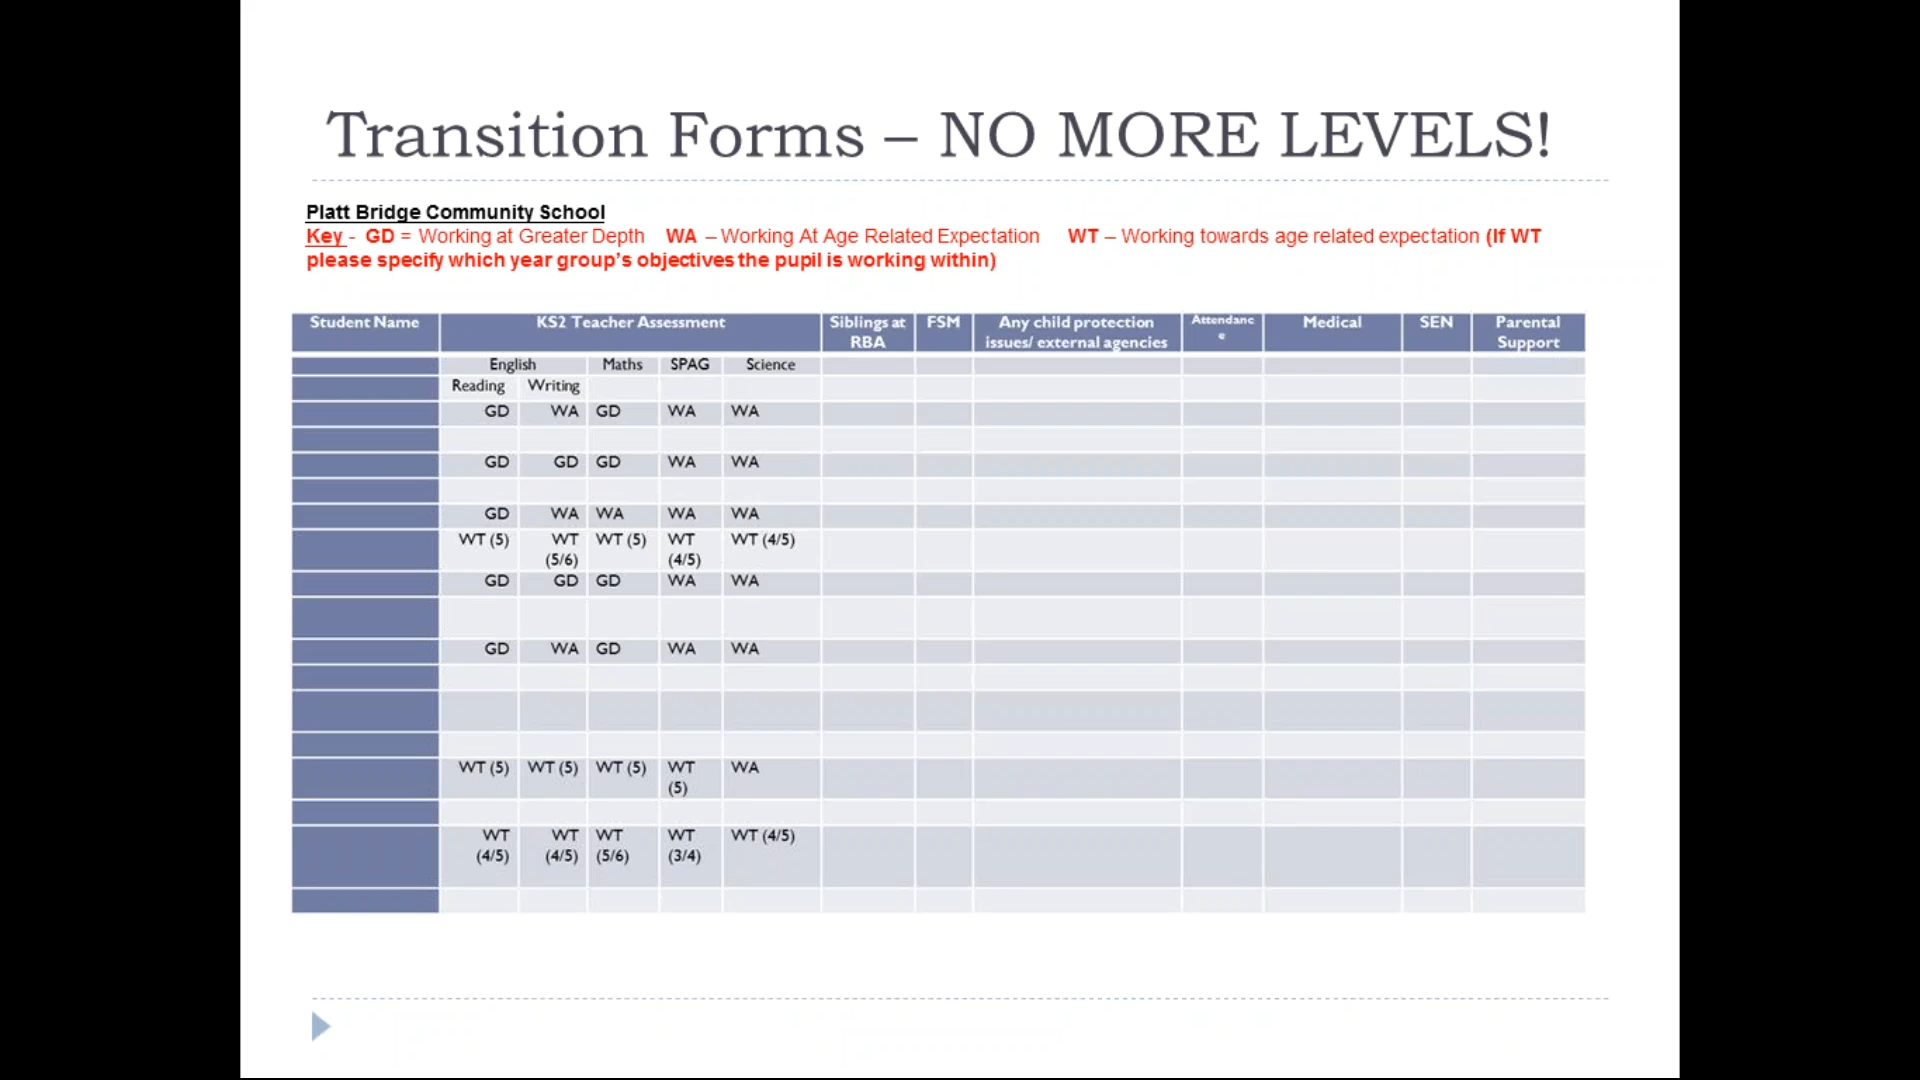 Transition Forms – NO MORE LEVELS!
Platt Bridge Community School
Key - GD = Working at Greater Depth WA – Working At Age Related Expectation WT – Working towards age related expectation (If WT
please specify which year group's objectives the pupil is working within)
Student Name KS2 Teacher Assessment Siblings at RBA FSM Any child protection issues/ external agencies Attendanc e Medical SEN Parental Support
English Maths SPAG Science
Reading Writing
GD WA GD WA WA
GD GD GD WA WA
GD WA WA WA WA
WT (5) WT (5/6) WT (5) WT (4/5) WT (4/5)
GD GD GD WA WA
GD WA GD WA WA
WT (5) WT (5) WT (5) WT (5) WA
WT (4/5) WT (4/5) WT (5/6) WT (3/4) WT (4/5)